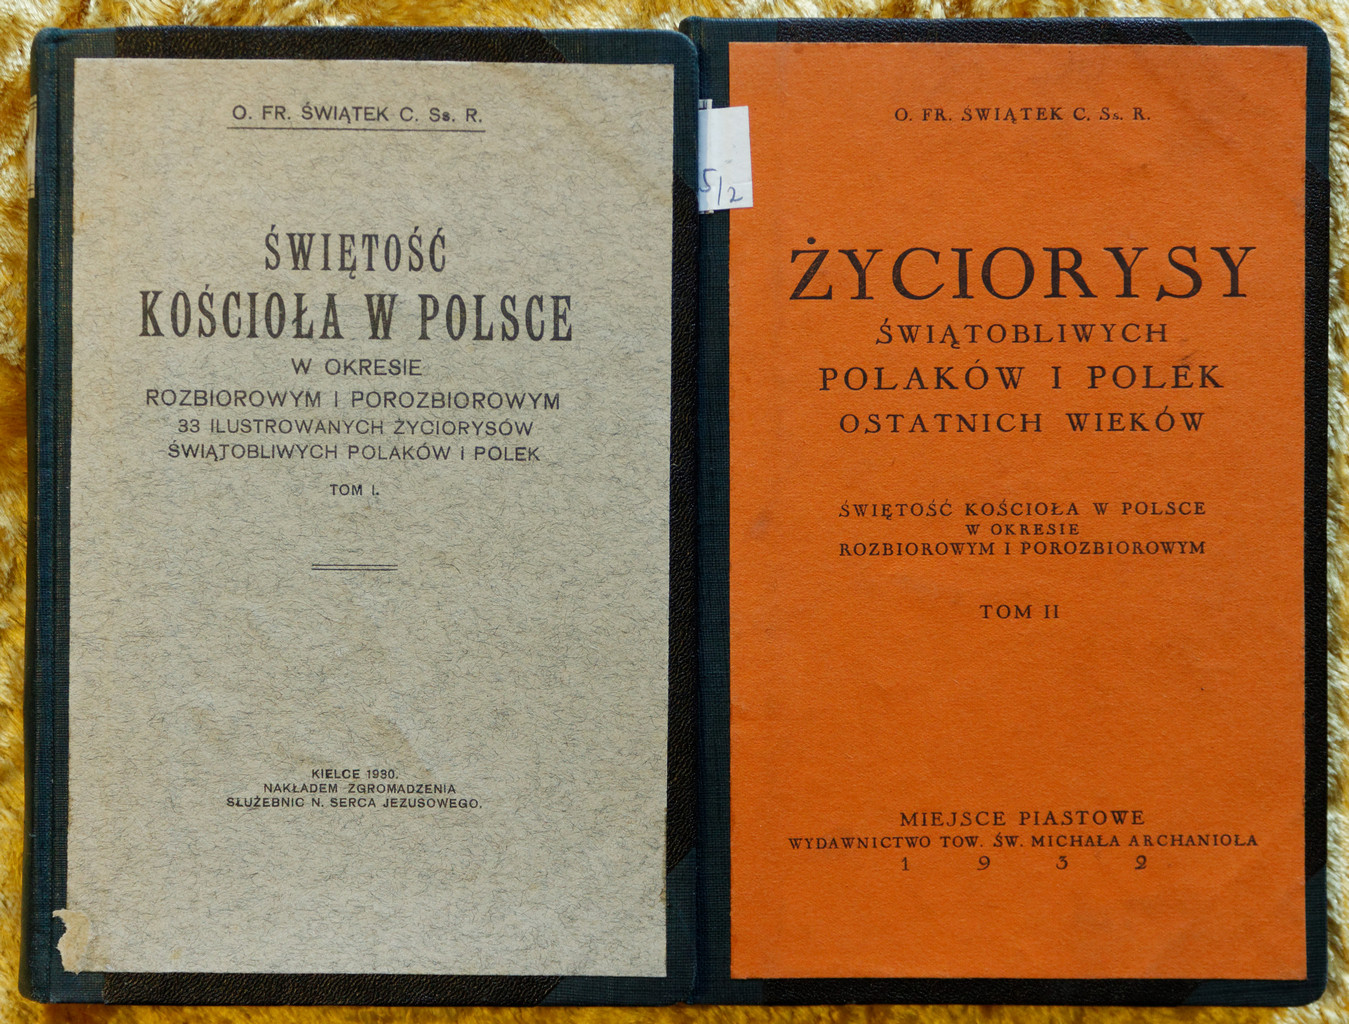 O. FR. ŚWIĄTEK C. Ss. R.
ŚWIĘTOŚĆ
KOŚCIOŁA W POLSCE
W OKRESIE
ROZBIOROWYM I POROZBIOROWYM
33 ILUSTROWANYCH ŻYCIORYSÓW
ŚWIĄTOBLIWYCH POLAKÓW I POLEK
TOM I.
KIELCE 1930.
NAKŁADEM ZGROMADZENIA
SŁUŻEBNIC N. SERCA JEZUSOWEGO.
5/2
O. FR. ŚWIĄTEK C. Ss. R.
ŻYCIORYSY
ŚWIĄTOBLIWYCH
POLAKÓW I POLEK
OSTATNICH WIEKÓW
ŚWIĘTOŚĆ KOŚCIOŁA W POLSCE
W OKRESIE
ROZBIOROWYM I POROZBIOROWYM
TOM II
MIEJSCE PIASTOWE
WYDAWNICTWO TOW. ŚW. MICHAŁA ARCHANIOŁA
1 9 3 2